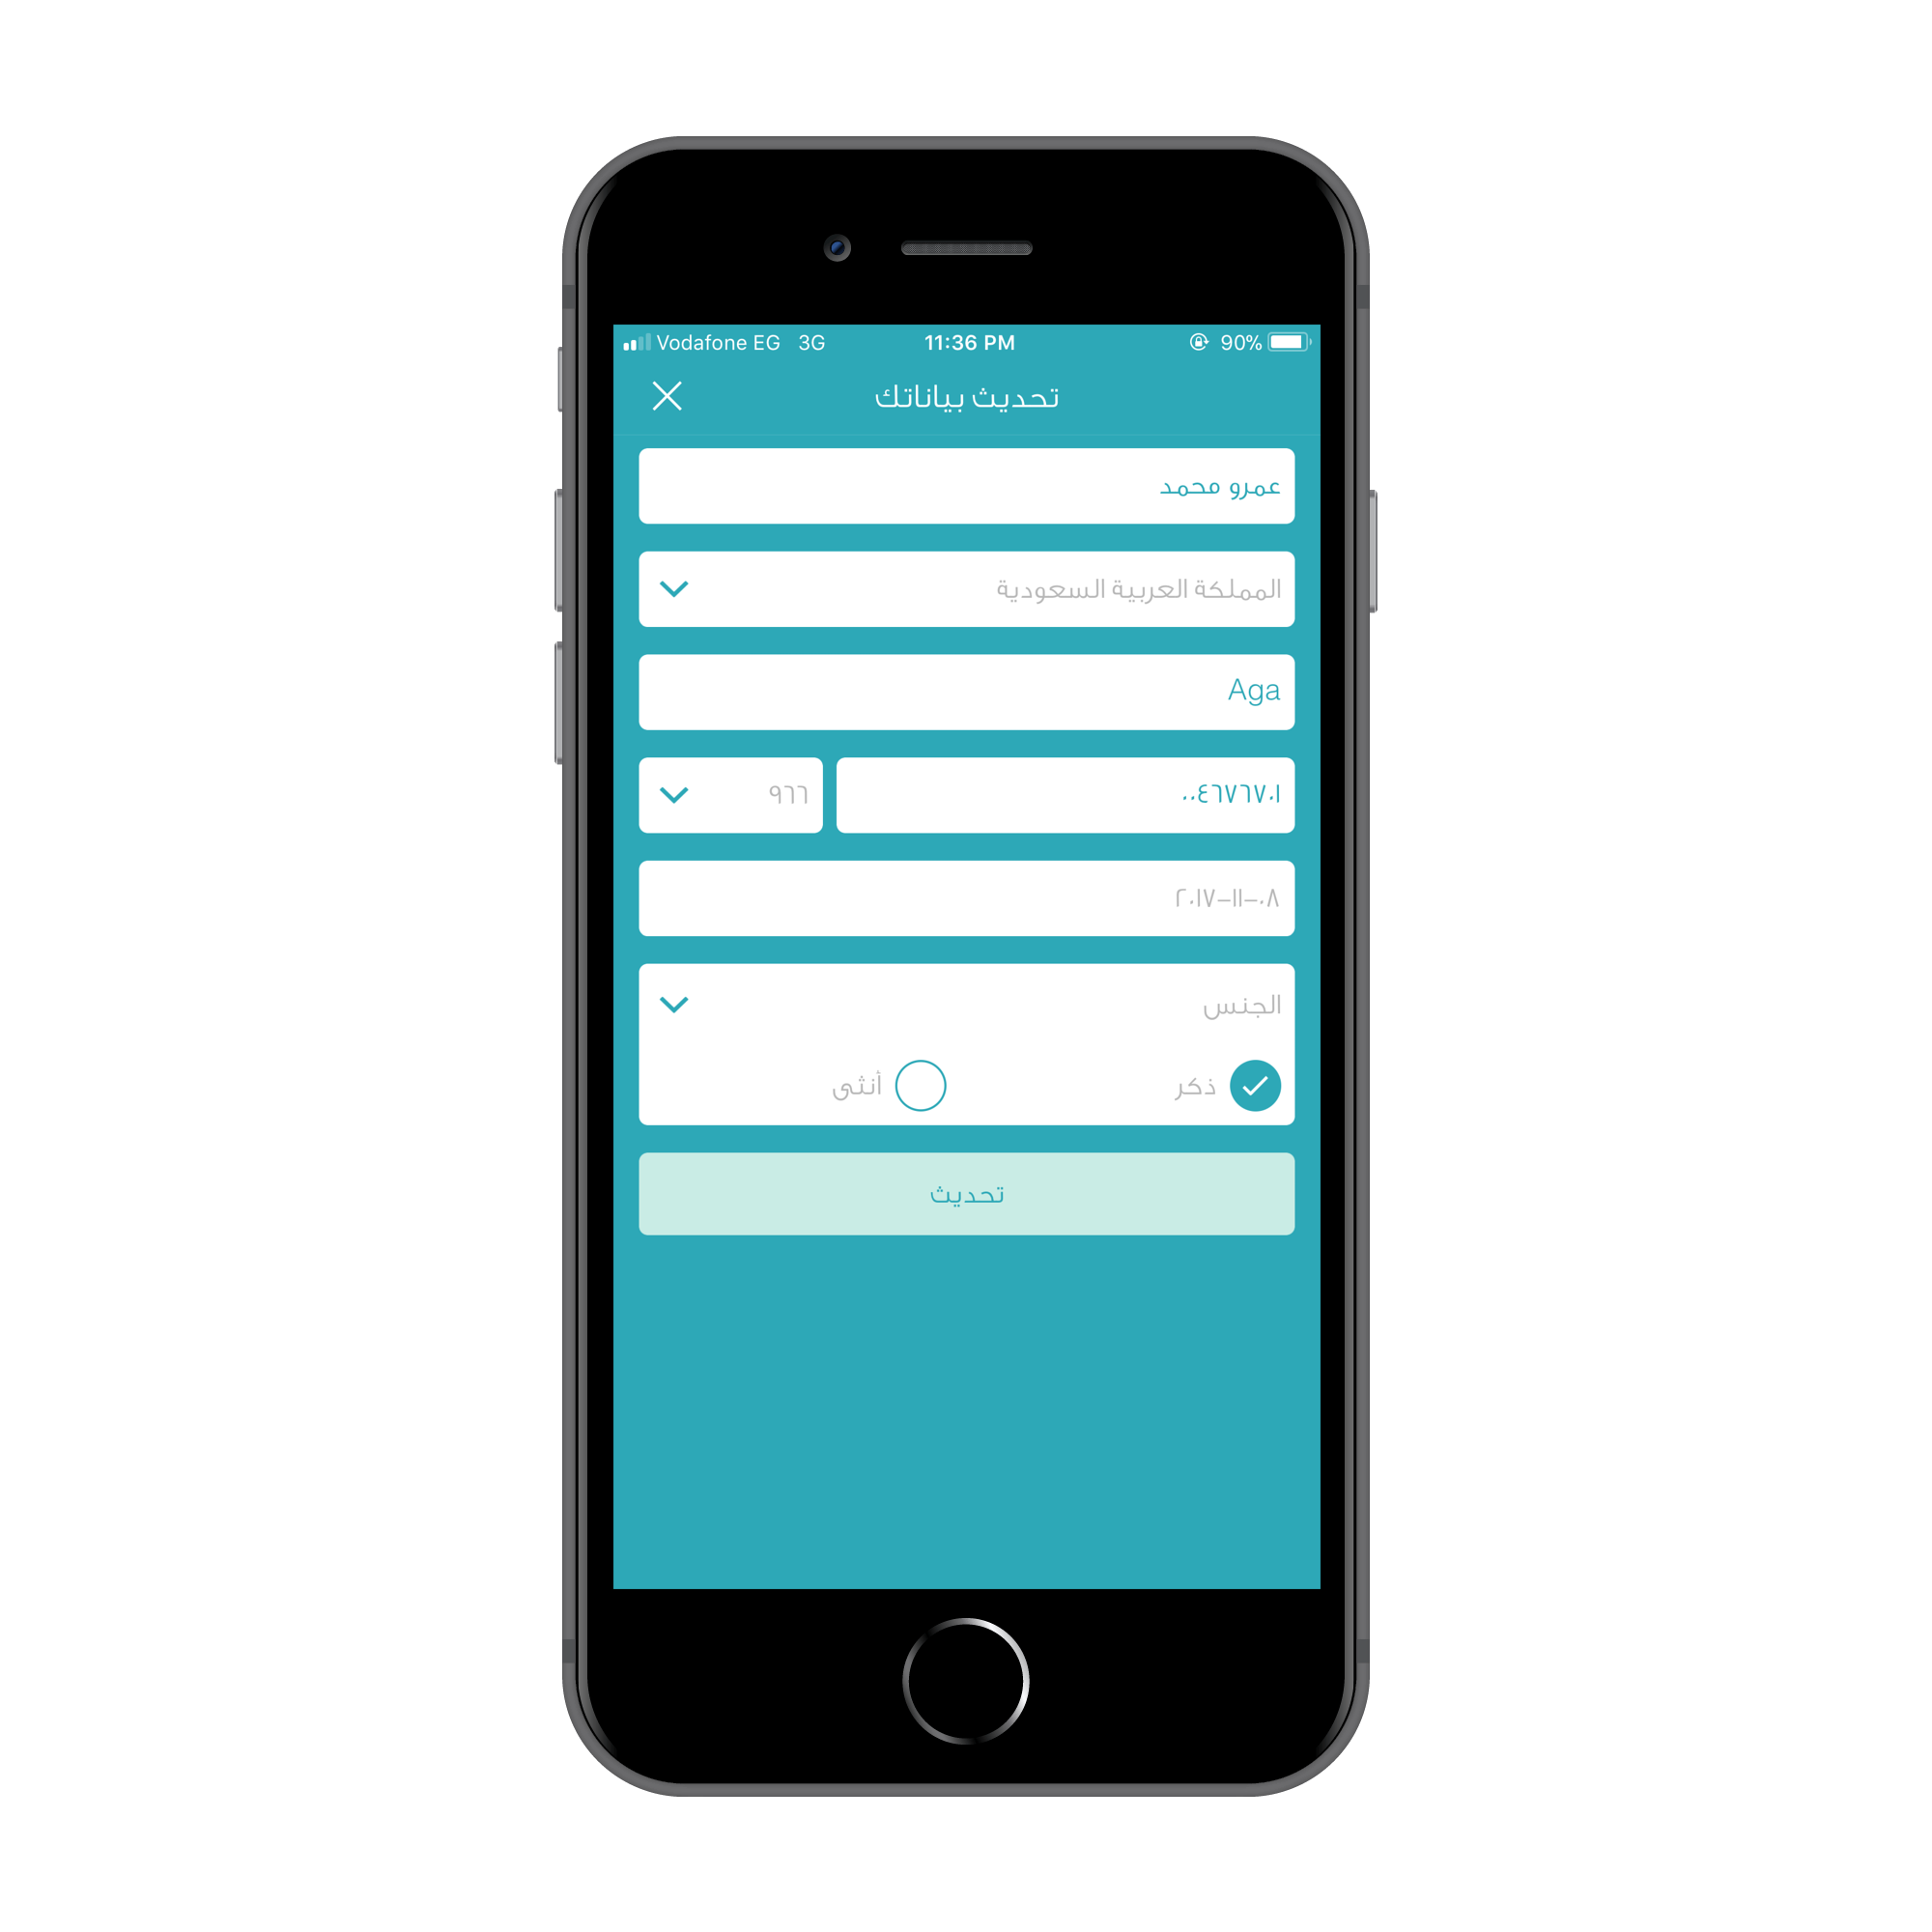 Vodafone EG 3G 11:36 PM 90%
تحديث بياناتك
عمرو محمد
المملكة العربية السعودية
Aga
٠٠٤٦٧٦٧٠١
٩٦٦
٢٠١٧-١١-٠٨
الجنس
ذكر أنثى
تحديث